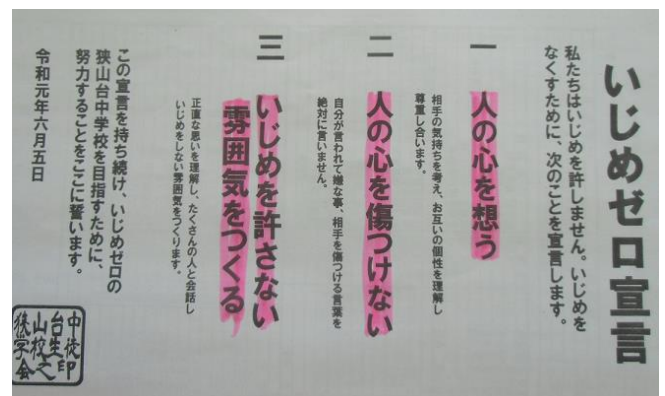 いじめゼロ宣言
私たちはいじめを許しません。いじめを
なくすために、次のことを宣言します。
一 人の心を想う
相手の気持ちを考え、お互いの個性を理解し
尊重し合います。
二 人の心を傷つけない
自分が言われて嫌な事、相手を傷つける言葉を
絶対に言いません。
三 いじめを許さない
雰囲気をつくる
正直な思いを理解し、たくさんの人と会話し
いじめをしない雰囲気をつくります。
この宣言を持ち続け、いじめゼロの
狭山台中学校を目指すために、
努力することをここに誓います。
令和元年六月五日
中徒印
台生之
山校会
狭学